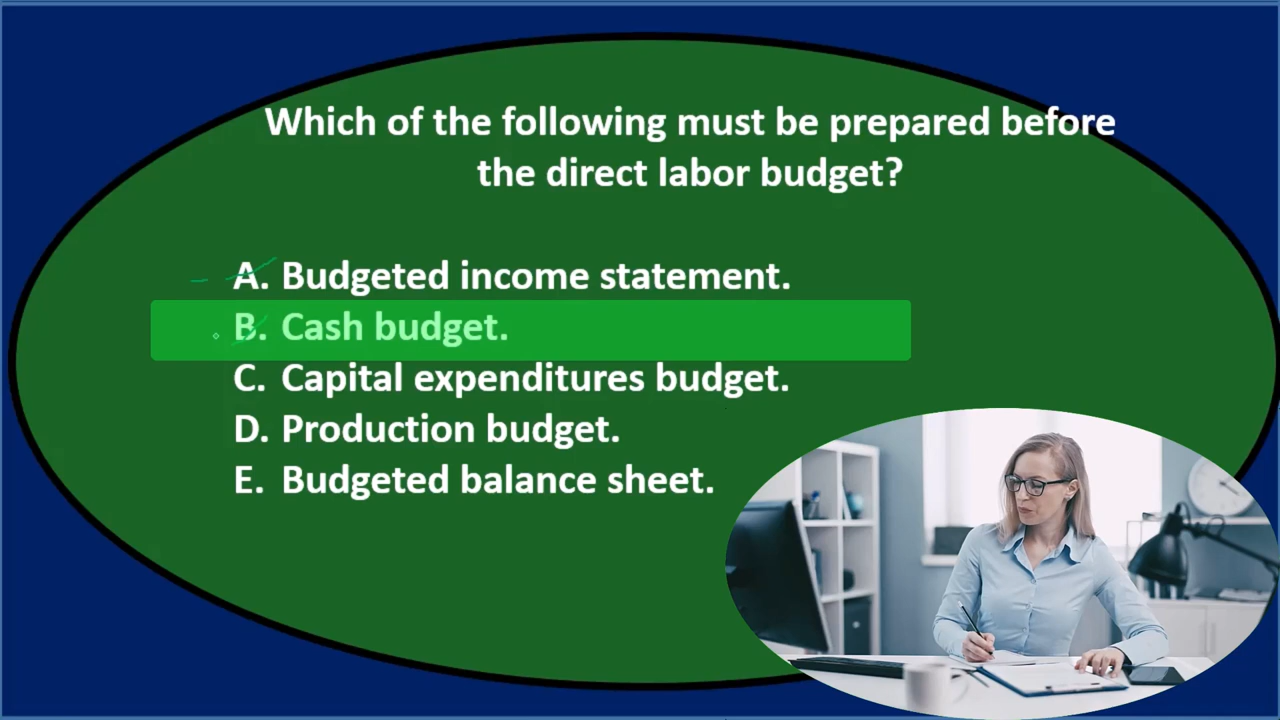 Which of the following must be prepared before
the direct labor budget?
A. Budgeted income statement.
B. Cash budget.
C. Capital expenditures budget.
D. Production budget.
E. Budgeted balance sheet.